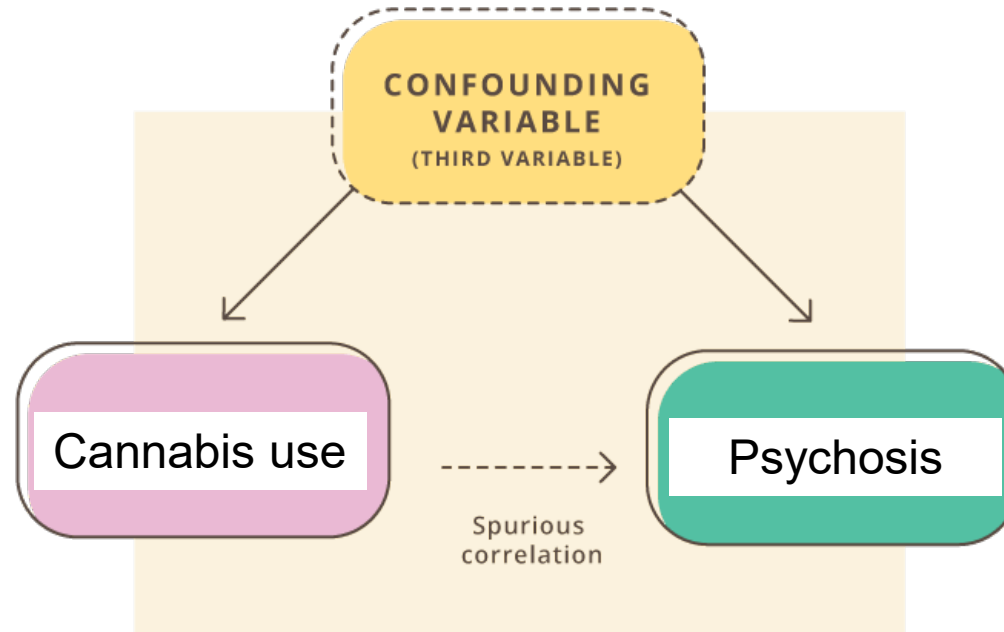 CONFOUNDING
VARIABLE
(THIRD VARIABLE)
Cannabis use
Psychosis
Spurious
correlation